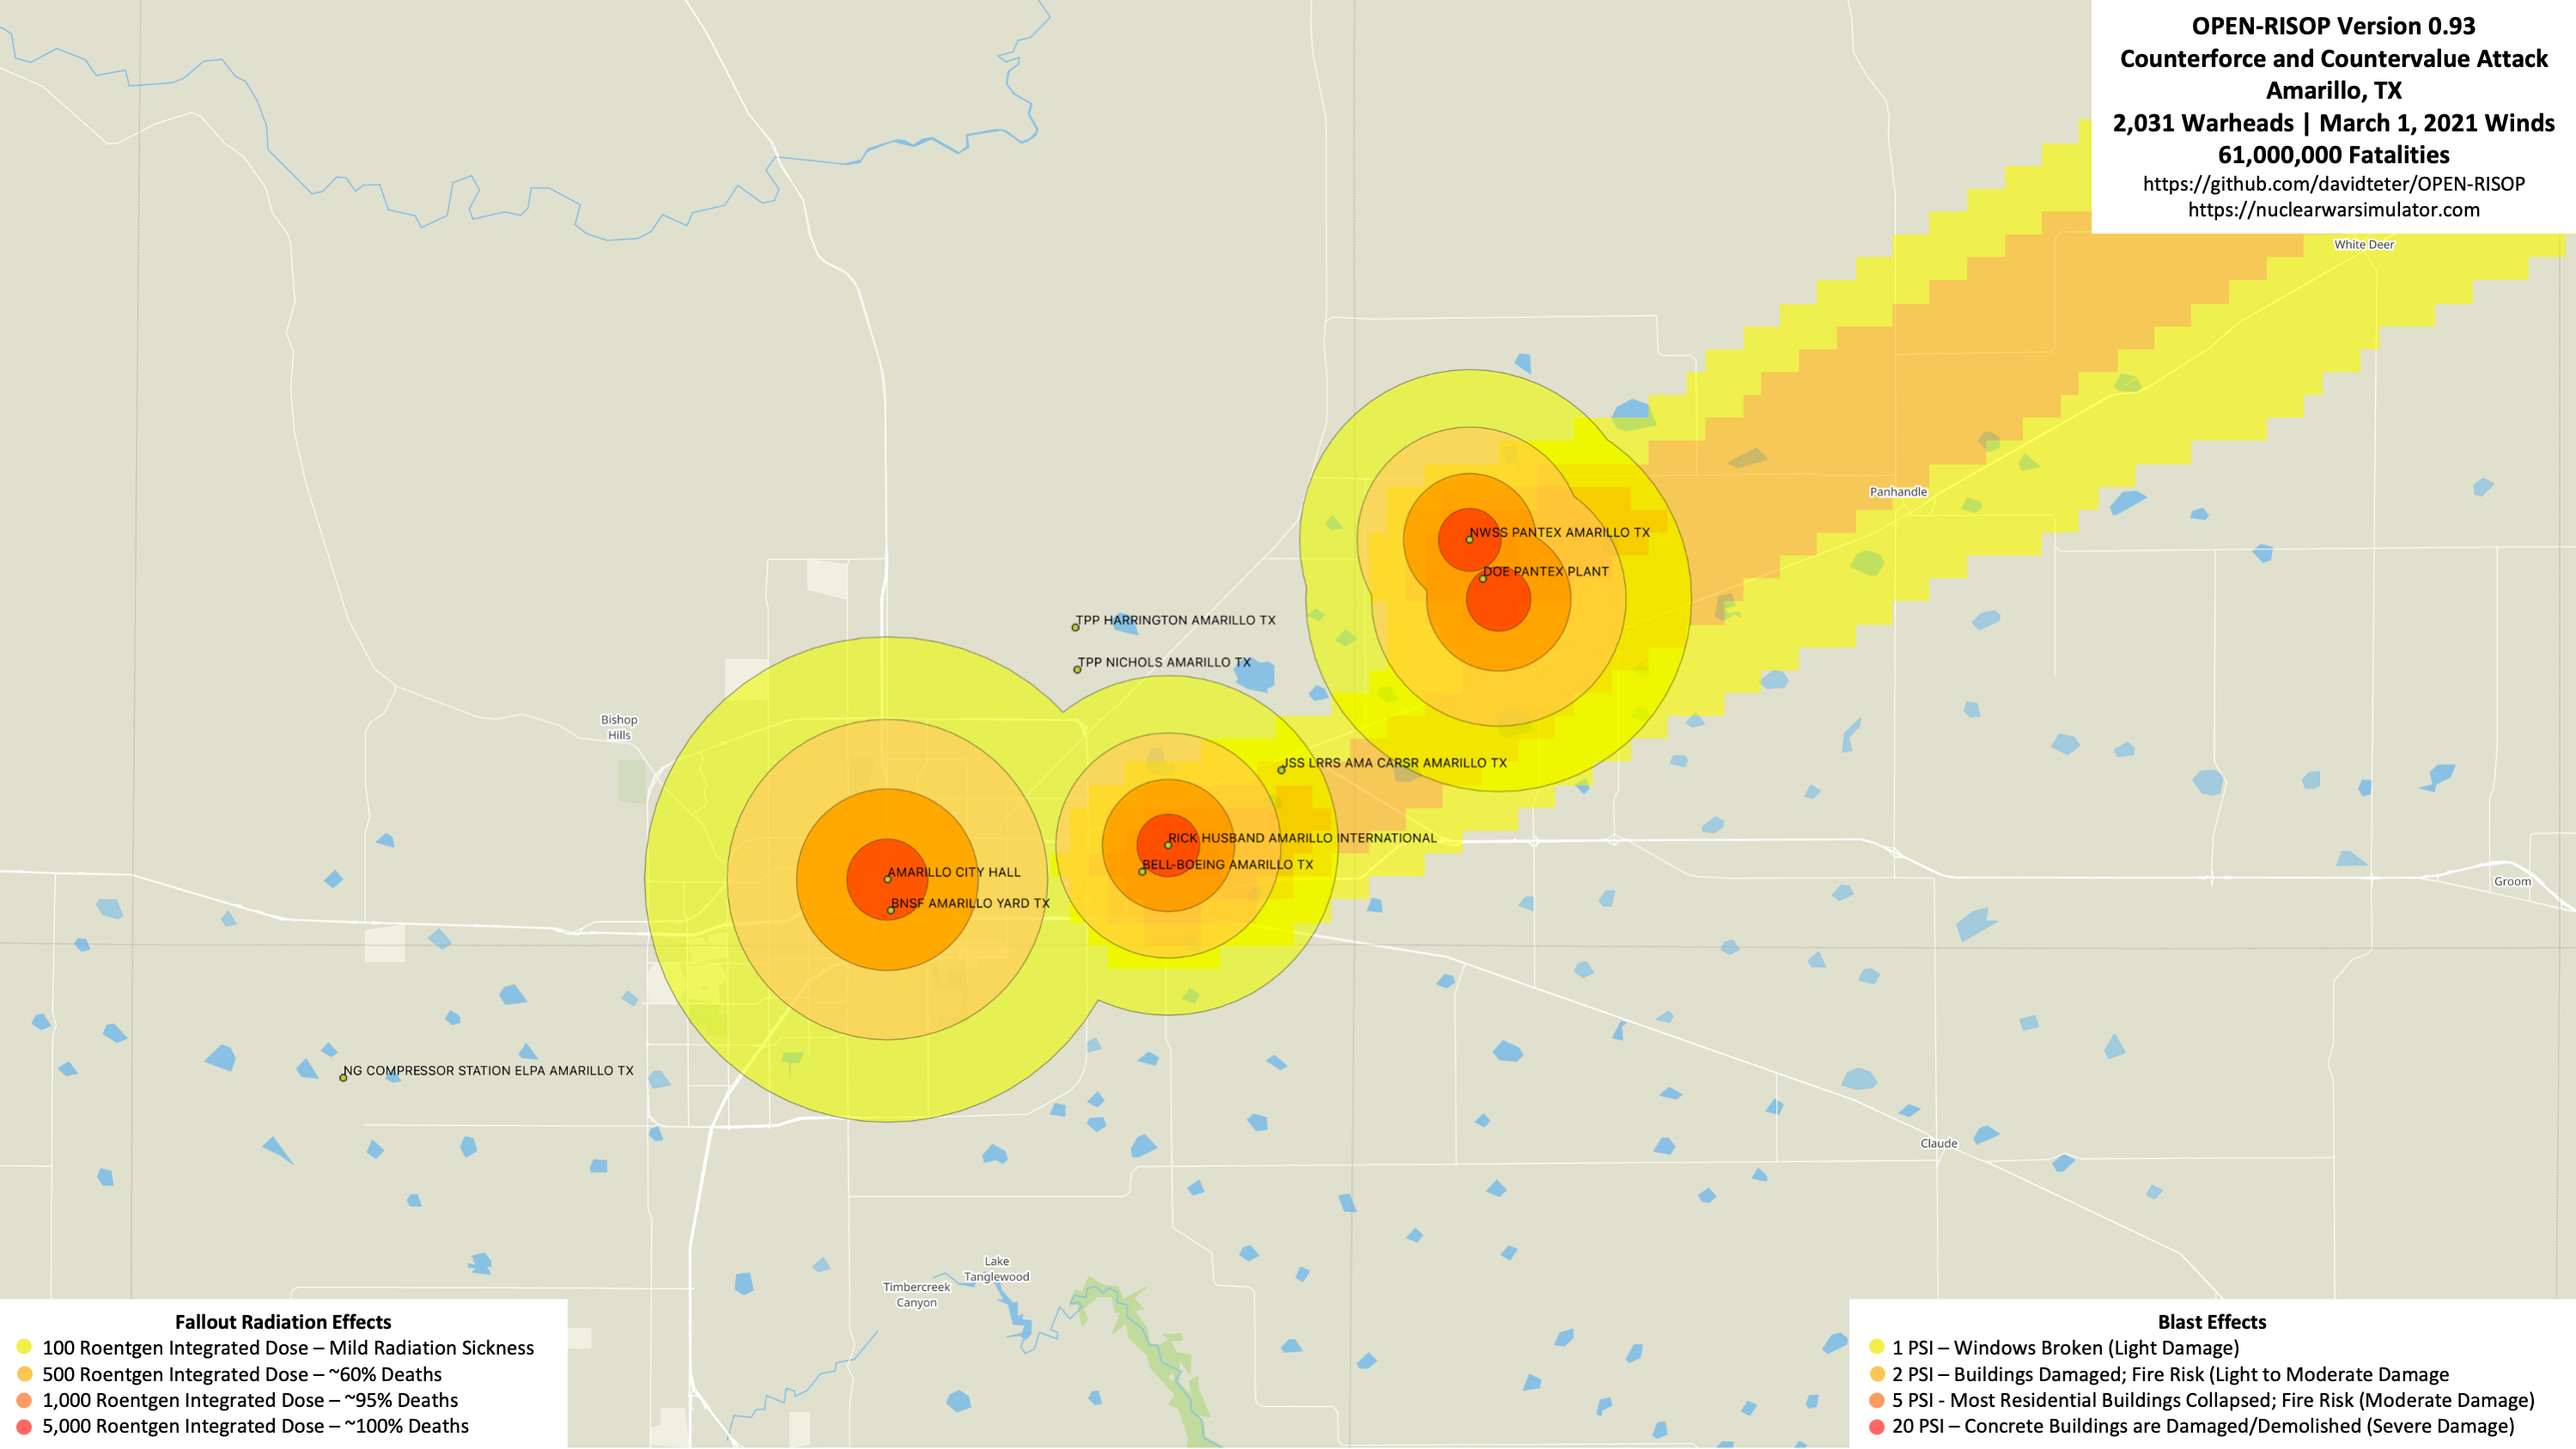 OPEN-RISOP Version 0.93
Counterforce and Countervalue Attack
Amarillo, TX
2,031 Warheads | March 1, 2021 Winds
61,000,000 Fatalities
https://github.com/davidteter/OPEN-RISOP
https://nuclearwarsimulator.com
White Deer
Panhandle
NWSS PANTEX AMARILLO TX
DOE PANTEX PLANT
TPP HARRINGTON AMARILLO TX
TPP NICHOLS AMARILLO TX
Bishop
Hills
JSS LRRS AMA CARSR AMARILLO TX
RICK HUSBAND AMARILLO INTERNATIONAL
BELL-BOEING AMARILLO TX
AMARILLO CITY HALL
BNSF AMARILLO YARD TX
Groom
NG COMPRESSOR STATION ELPA AMARILLO TX
Claude
Lake
Tanglewood
Timbercreek
Canyon
Fallout Radiation Effects
100 Roentgen Integrated Dose – Mild Radiation Sickness
500 Roentgen Integrated Dose – ~60% Deaths
1,000 Roentgen Integrated Dose – ~95% Deaths
5,000 Roentgen Integrated Dose – ~100% Deaths
Blast Effects
1 PSI – Windows Broken (Light Damage)
2 PSI – Buildings Damaged; Fire Risk (Light to Moderate Damage
5 PSI - Most Residential Buildings Collapsed; Fire Risk (Moderate Damage)
20 PSI – Concrete Buildings are Damaged/Demolished (Severe Damage)